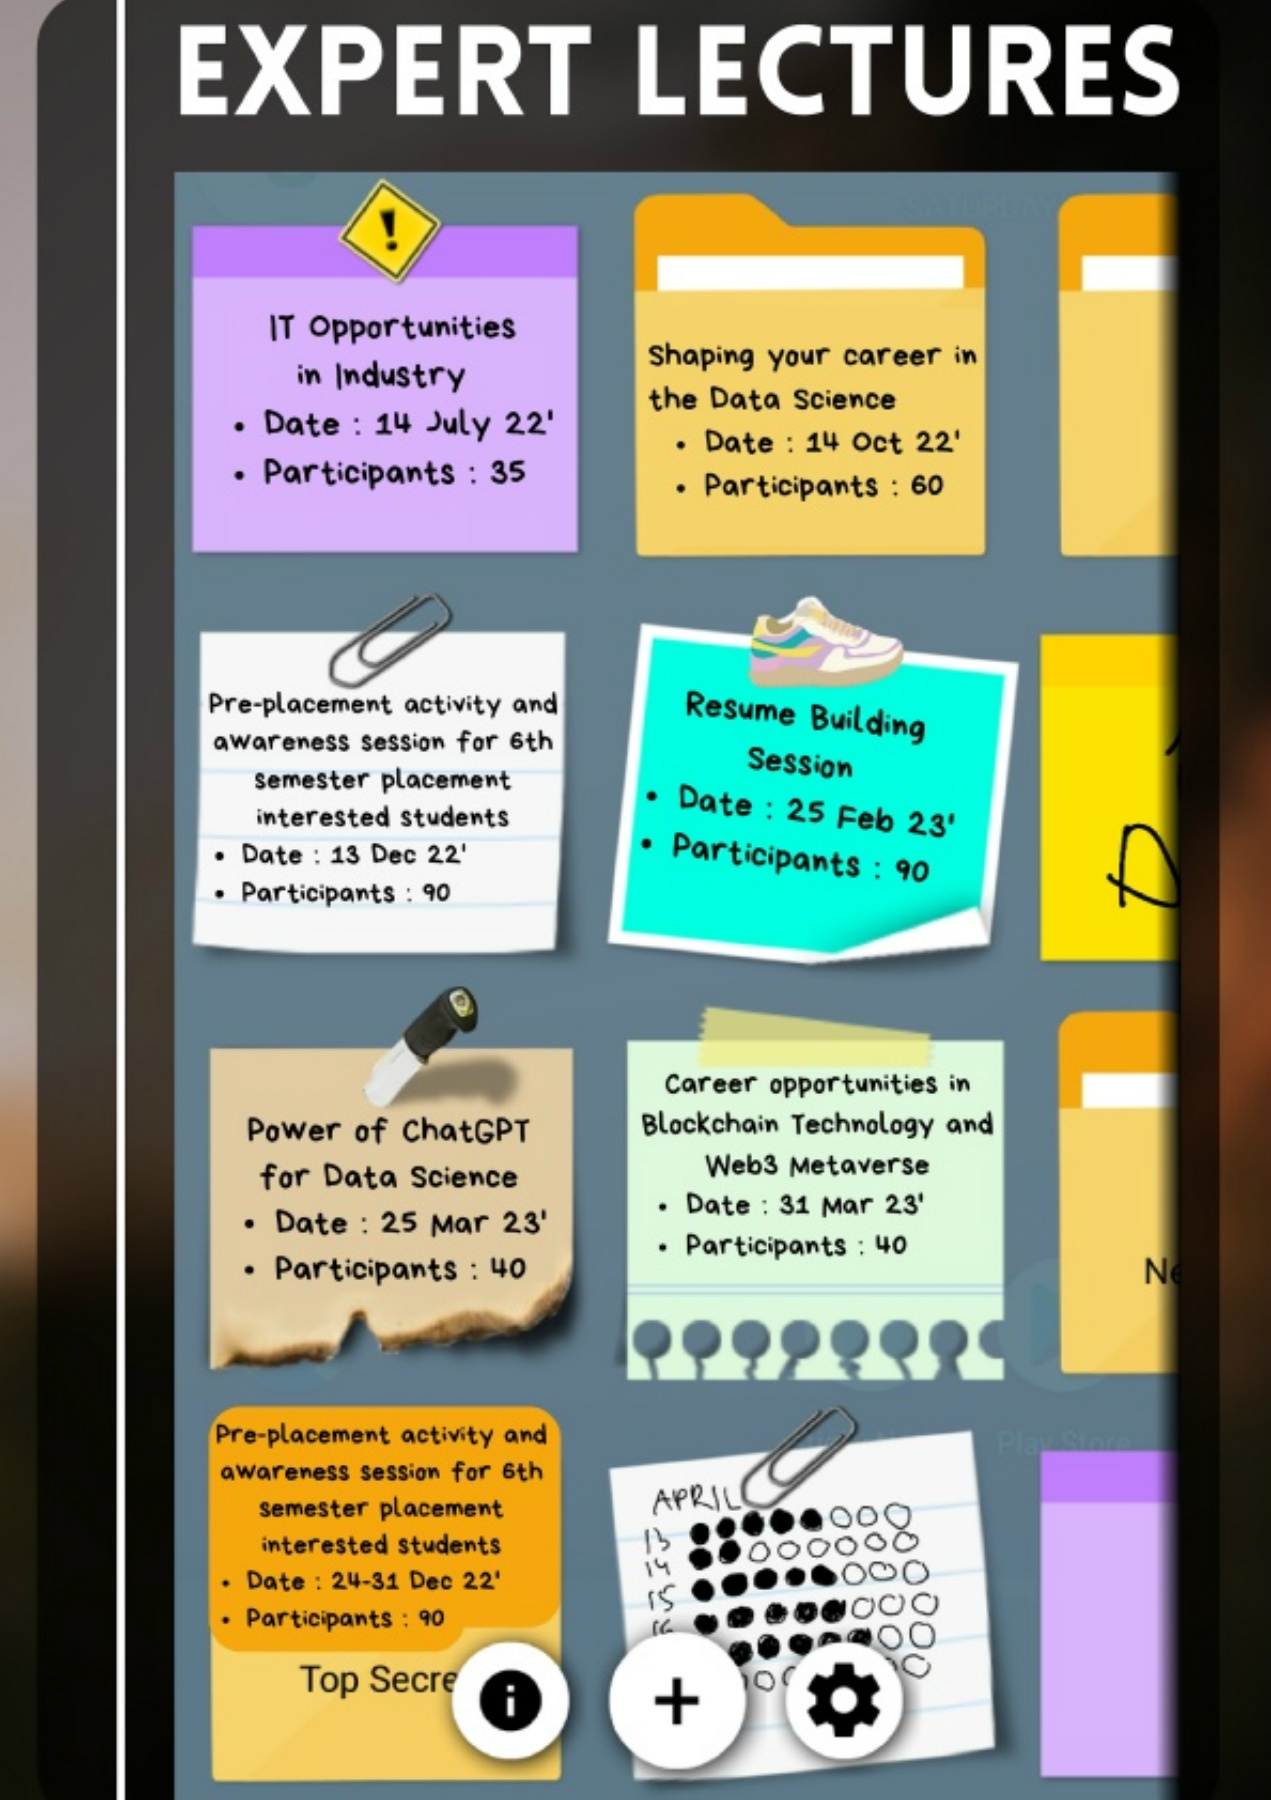 EXPERT LECTURES
IT Opportunities
in Industry
• Date : 14 July 22'
• Participants : 35
Shaping your career in
the Data Science
• Date : 14 Oct 22'
• Participants : 60
Pre-placement activity and
awareness session for 6th
semester placement
interested students
• Date : 13 Dec 22'
• Participants : 90
Resume Building
Session
• Date : 25 Feb 23'
• Participants : 90
Power of ChatGPT
for Data Science
• Date : 25 Mar 23'
• Participants : 40
Career opportunities in
Blockchain Technology and
Web3 Metaverse
• Date : 31 Mar 23'
• Participants : 40
Ne
Pre-placement activity and
awareness session for 6th
semester placement
interested students
• Date : 24-31 Dec 22'
• Participants : 90
Top Secre
APRIL
13
14
15
16
Play Store